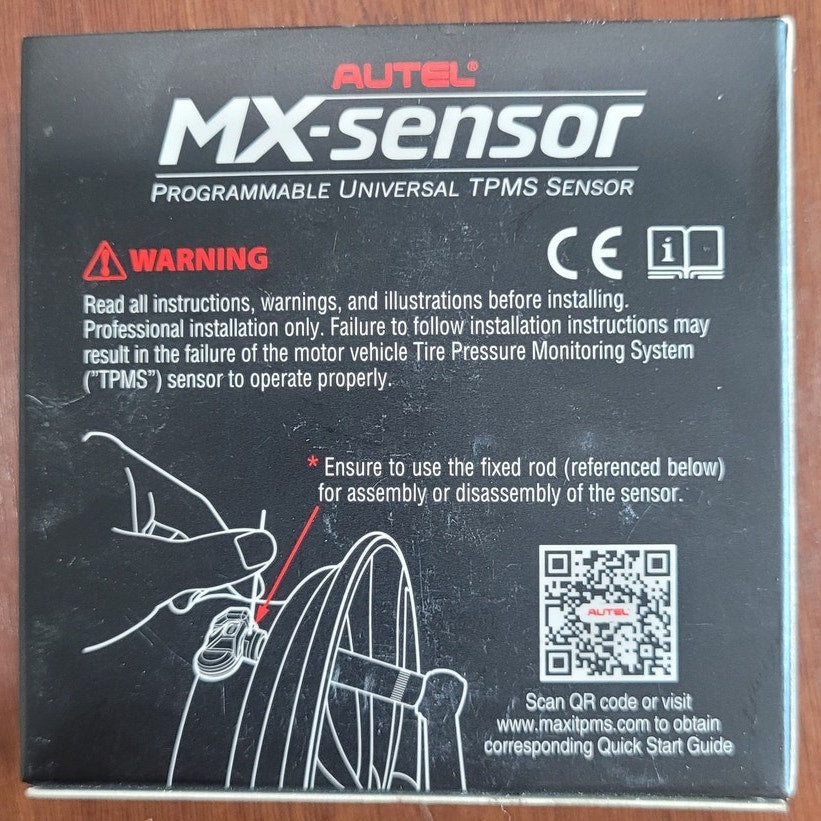 AUTEL®
MX-sensor
PROGRAMMABLE UNIVERSAL TPMS SENSOR
WARNING
CE
i
Read all instructions, warnings, and illustrations before installing.
Professional installation only. Failure to follow installation instructions may
result in the failure of the motor vehicle Tire Pressure Monitoring System
("TPMS") sensor to operate properly.
* Ensure to use the fixed rod (referenced below)
for assembly or disassembly of the sensor.
AUTEL
Scan QR code or visit
www.maxitpms.com to obtain
corresponding Quick Start Guide